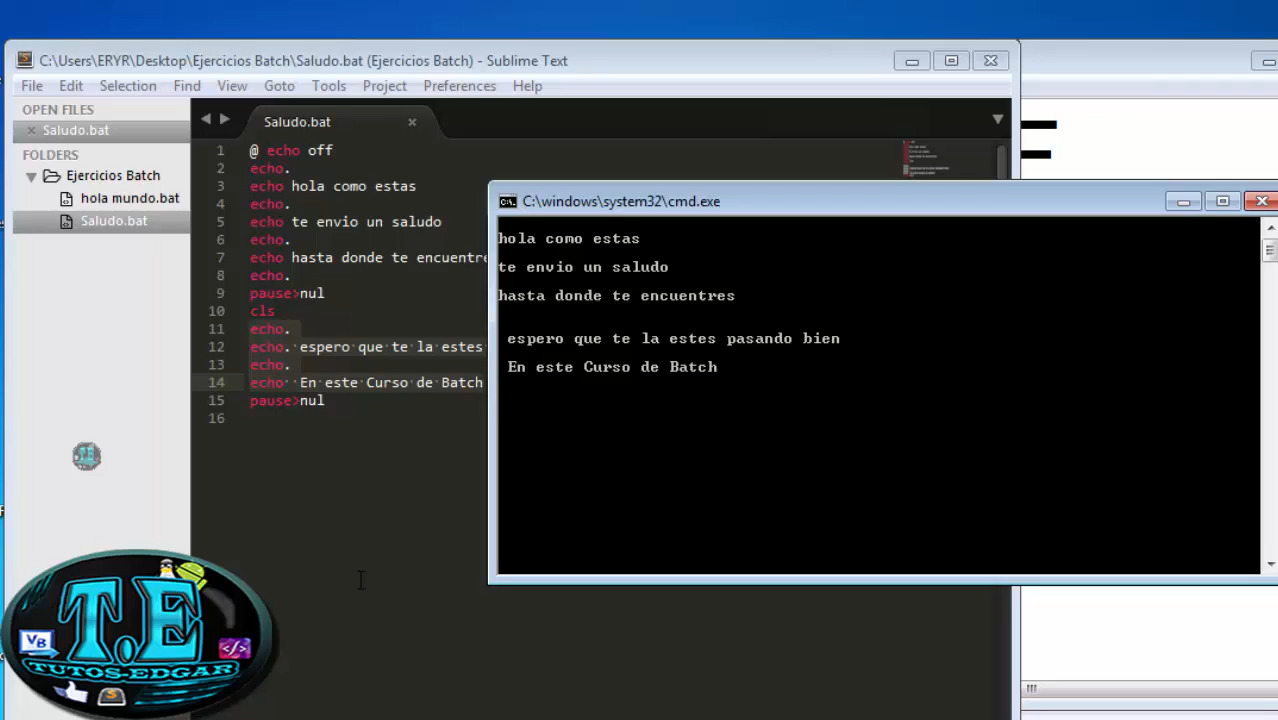 C:\Users\ERYR\Desktop\Ejercicios Batch\Saludo.bat (Ejercicios Batch) - Sublime Text
File Edit Selection Find View Goto Tools Project Preferences Help
OPEN FILES
Saludo.bat
FOLDERS
Ejercicios Batch
hola mundo.bat
Saludo.bat
Saludo.bat
1 @ echo off
2 echo.
3 echo hola como estas
4 echo.
5 echo te envio un saludo
6 echo.
7 echo hasta donde te encuentre
8 echo.
9 pause>nul
10 cls
11 echo.
12 echo. espero que te la estes
13 echo.
14 echo  En este Curso de Batch
15 pause>nul
16
C:\windows\system32\cmd.exe
hola como estas
te envio un saludo
hasta donde te encuentres
espero que te la estes pasando bien
En este Curso de Batch
T.E
VB
</>
TUTOS-EDGAR
S